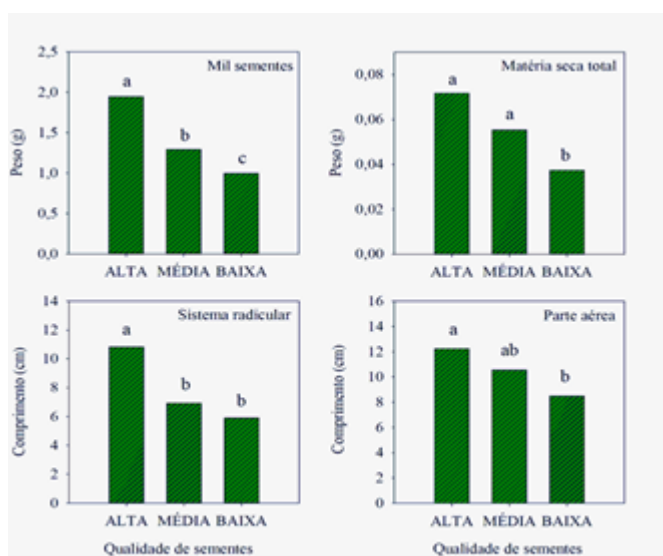 Mil sementes
Peso (g)
2,5
2,0
1,5
1,0
0,5
0,0
a
b
c
ALTA MÉDIA BAIXA
Matéria seca total
Peso (g)
0,08
0,06
0,04
0,02
0,00
a
a
b
ALTA MÉDIA BAIXA
Sistema radicular
Comprimento (cm)
14
12
10
8
6
4
2
0
a
b
b
ALTA MÉDIA BAIXA
Qualidade de sementes
Parte aérea
Comprimento (cm)
16
14
12
10
8
6
4
2
0
a
ab
b
ALTA MÉDIA BAIXA
Qualidade de sementes